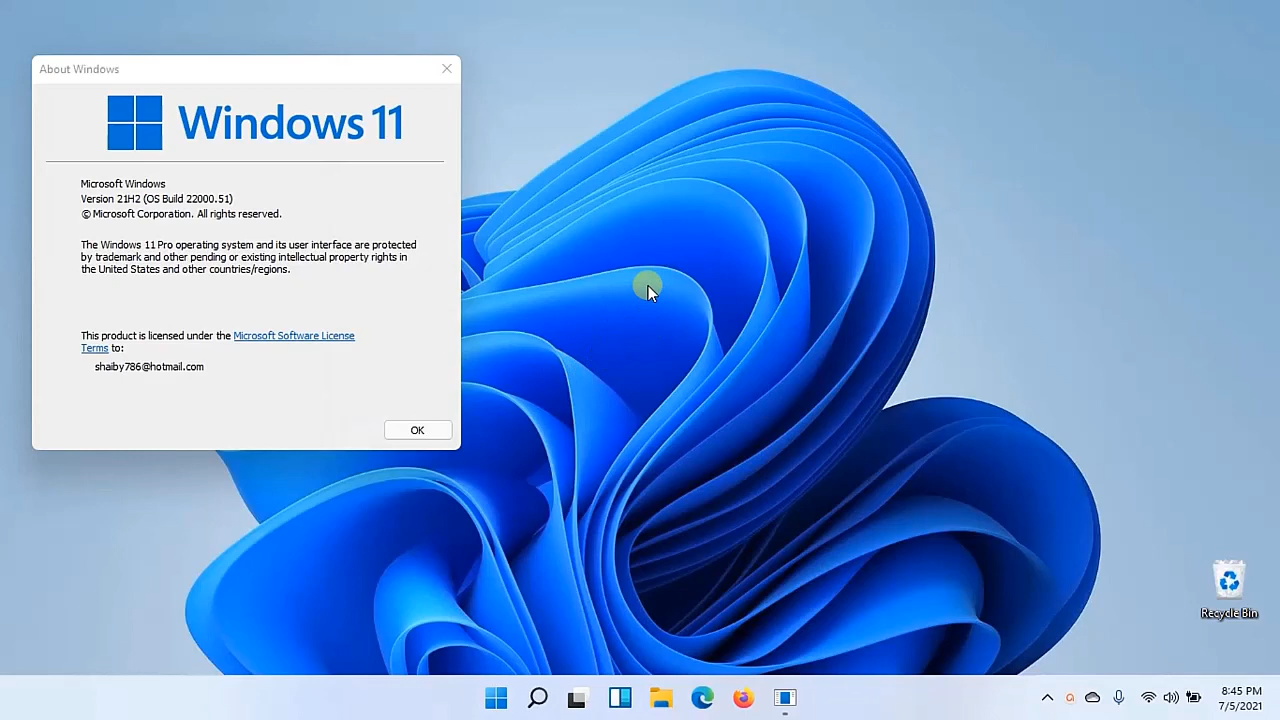 About Windows
Windows 11
Microsoft Windows
Version 21H2 (OS Build 22000.51)
© Microsoft Corporation. All rights reserved.
The Windows 11 Pro operating system and its user interface are protected
by trademark and other pending or existing intellectual property rights in
the United States and other countries/regions.
This product is licensed under the Microsoft Software License
Terms to:
shaiby786@hotmail.com
OK
Recycle Bin
8:45 PM
7/5/2021